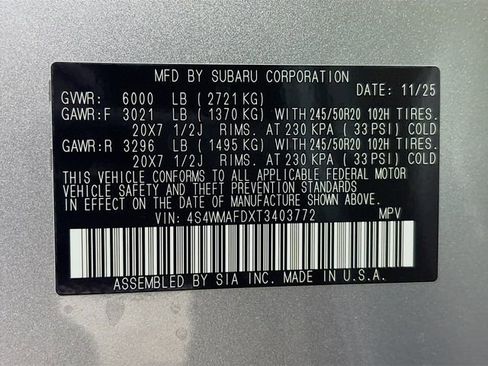 MFD BY SUBARU CORPORATION
DATE: 11/25
GVWR: 6000 LB ( 2721 KG)
GAWR:F 3021 LB ( 1370 KG) WITH 245/50R20 102H TIRES.
20X7 1/2J RIMS. AT 230 KPA ( 33 PSI) COLD
GAWR:R 3296 LB ( 1495 KG) WITH 245/50R20 102H TIRES.
20X7 1/2J RIMS. AT 230 KPA ( 33 PSI) COLD
THIS VEHICLE CONFORMS TO ALL APPLICABLE FEDERAL MOTOR
VEHICLE SAFETY AND THEFT PREVENTION STANDARDS
IN EFFECT ON THE DATE OF MANUFACTURE SHOWN ABOVE.
VIN: 4S4WMAFDXT3403772 MPV
ASSEMBLED BY SIA INC. MADE IN U.S.A.